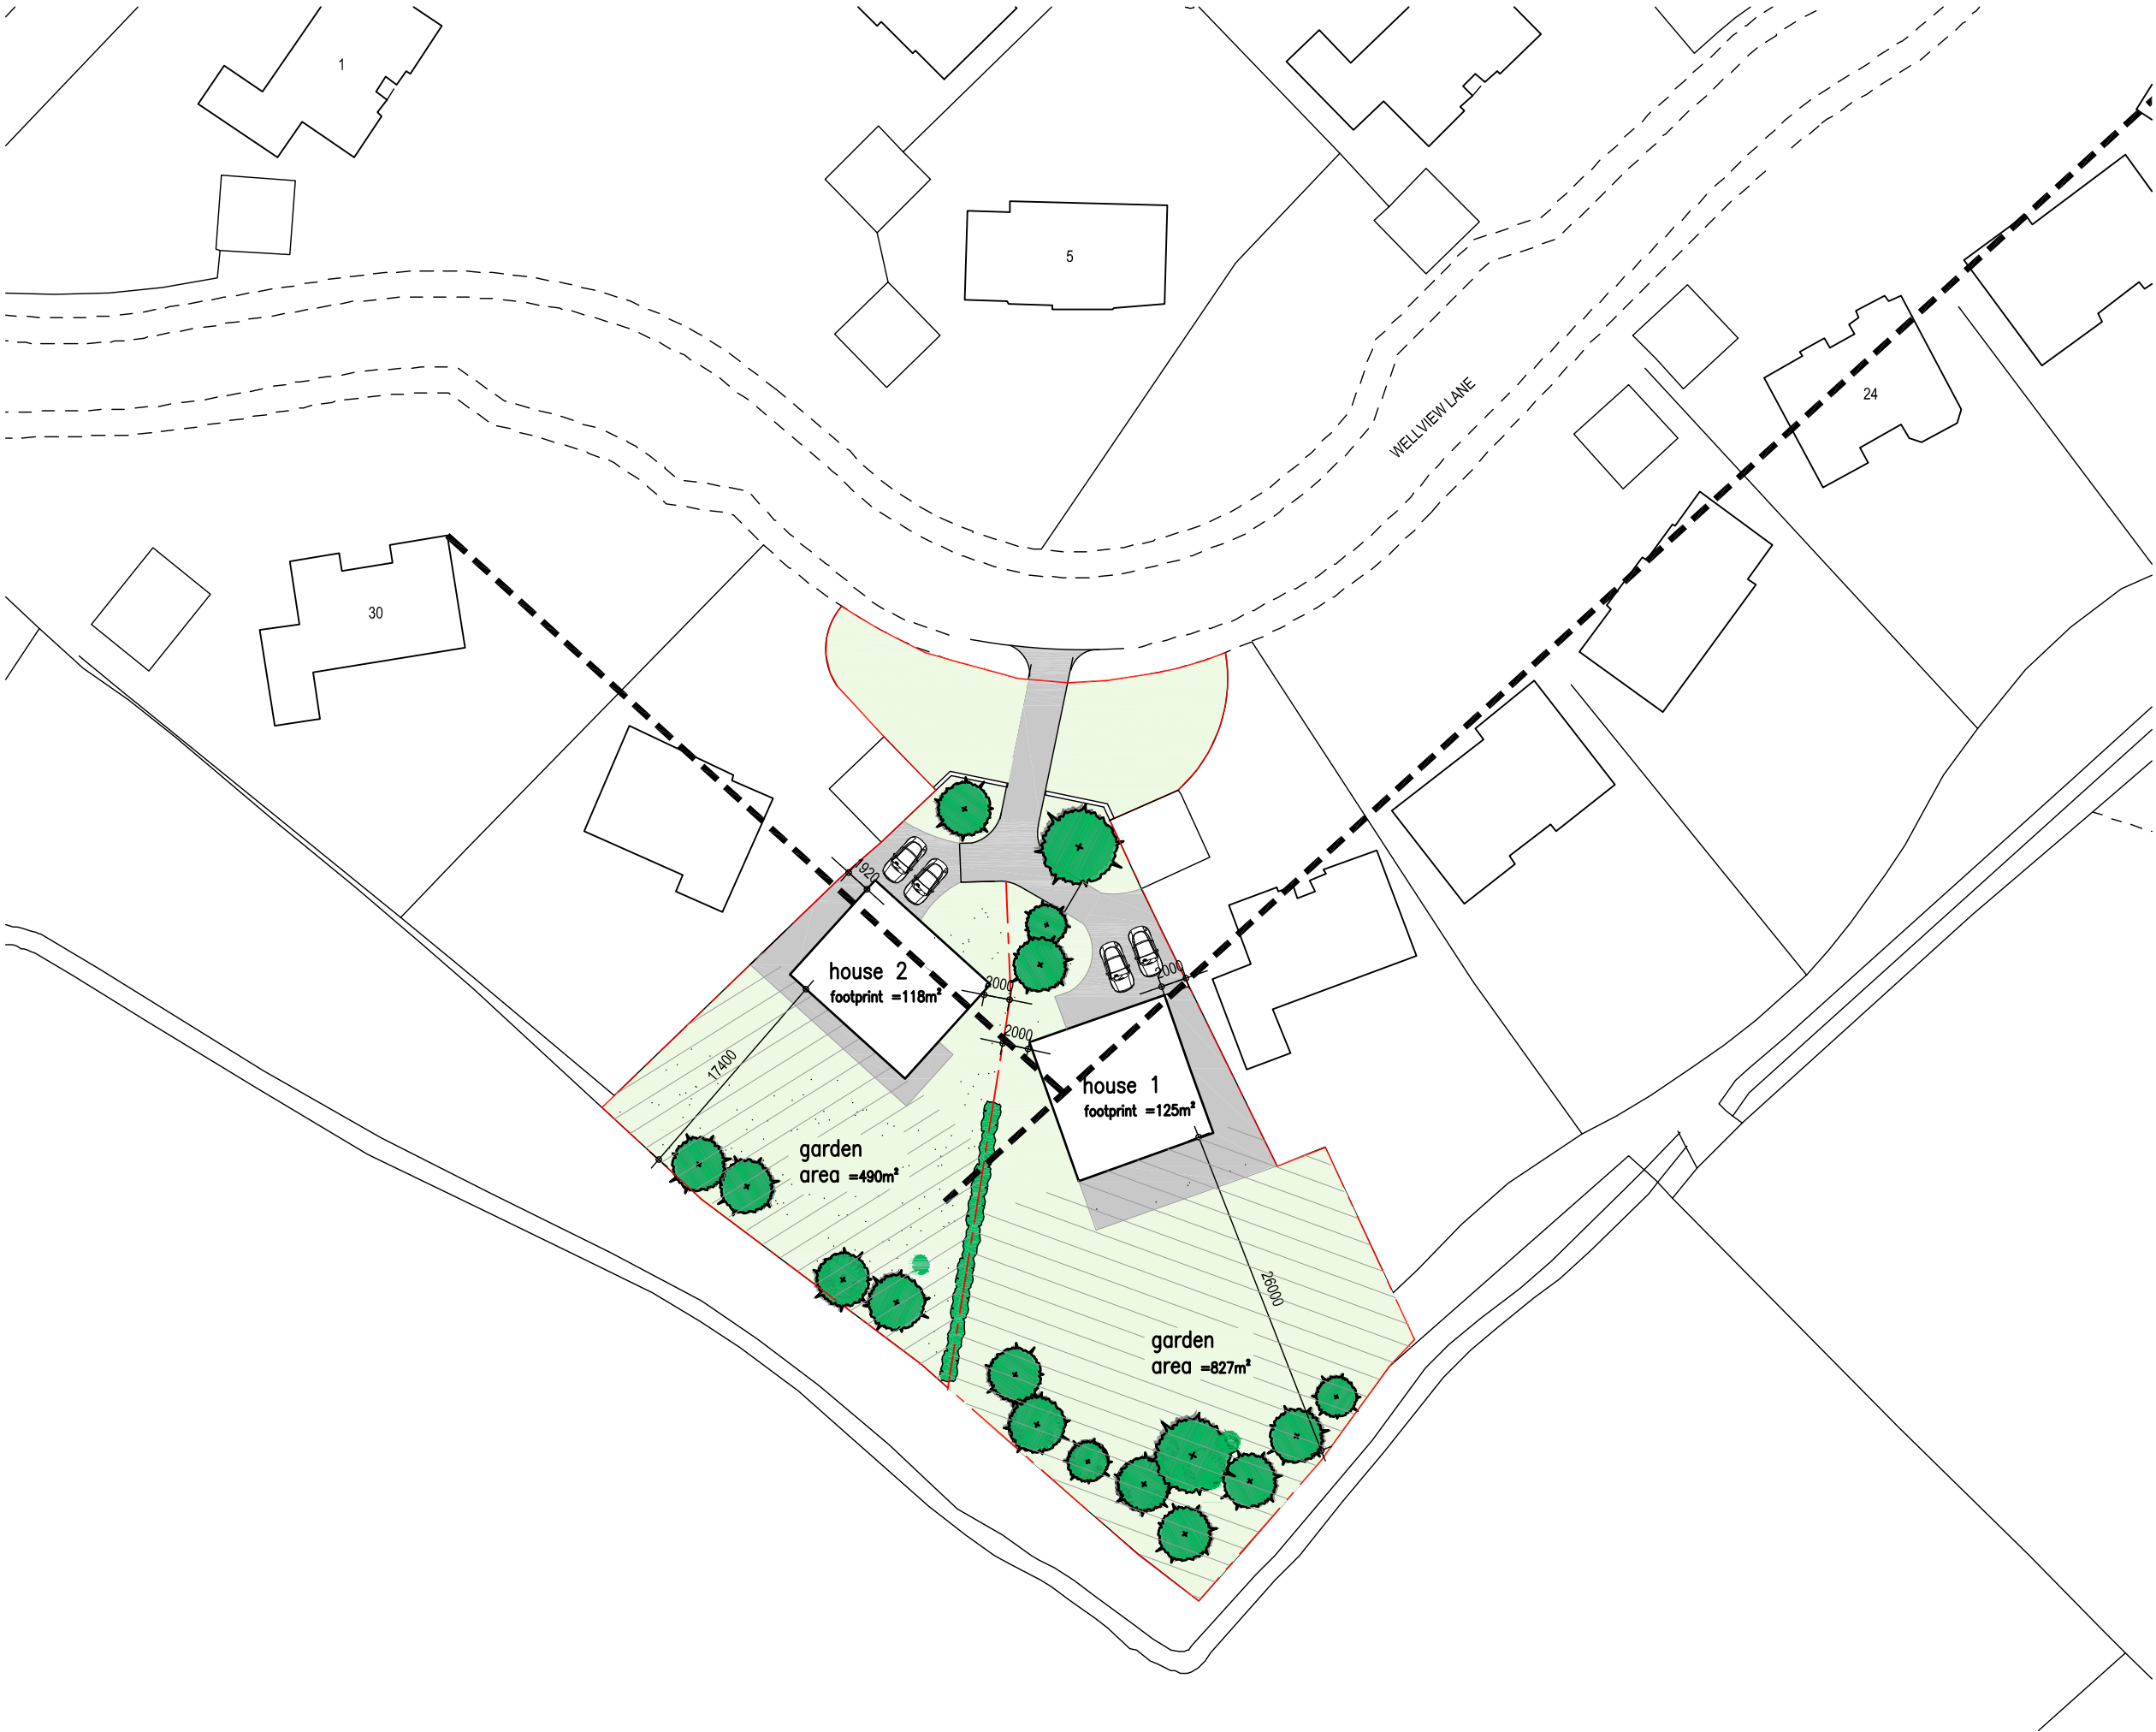 1
5
WELLVIEW LANE
24
30
1920
house 2
footprint =118m²
2000
2000
2000
house 1
footprint =125m²
17400
garden
area =490m²
26000
garden
area =827m²